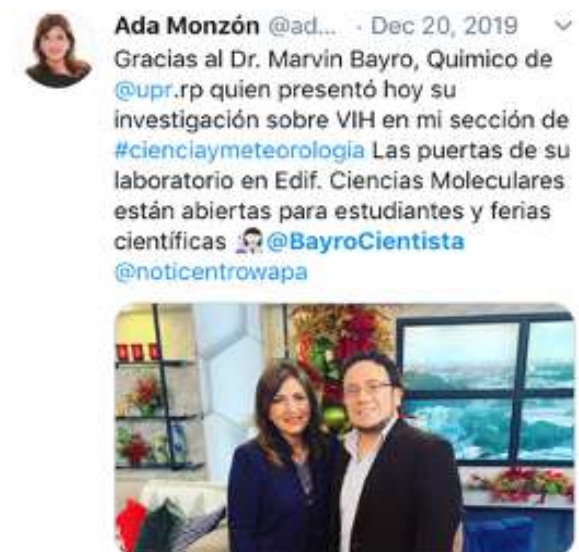 Ada Monzón @ad... · Dec 20, 2019
Gracias al Dr. Marvin Bayro, Quimico de
@upr.rp quien presentó hoy su
investigación sobre VIH en mi sección de
#cienciaymeteorologia Las puertas de su
laboratorio en Edif. Ciencias Moleculares
están abiertas para estudiantes y ferias
científicas 👩🏻‍🔬@BayroCientista
@noticentrowapa